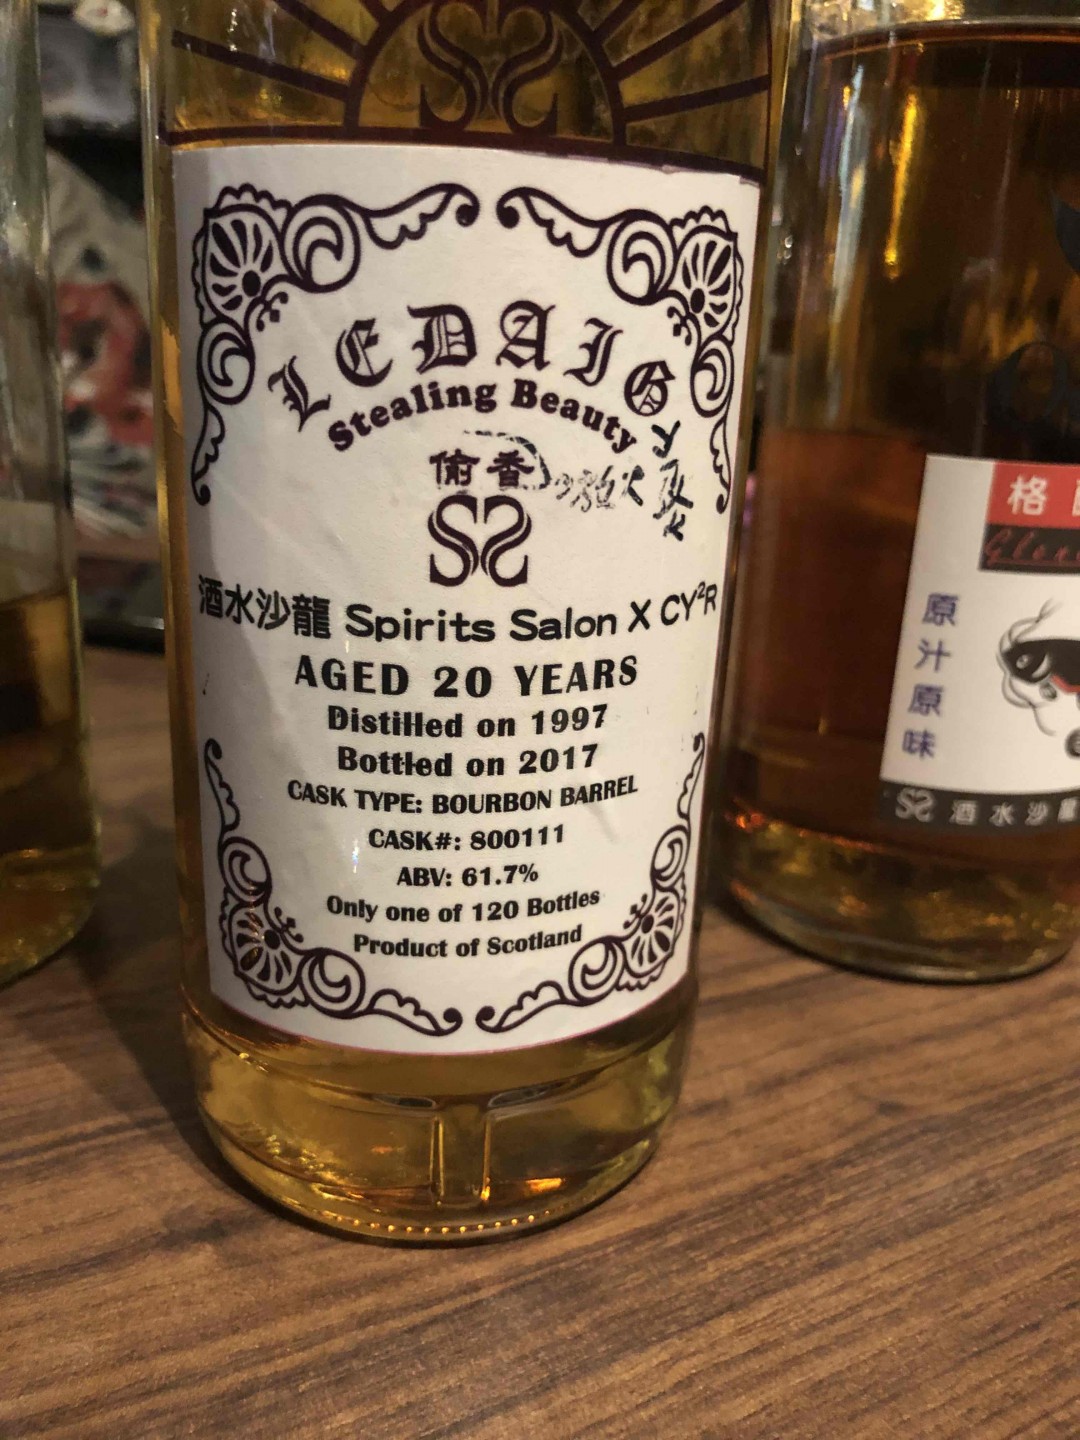 LEDAIG
Stealing Beauty
偷香
SS
酒水沙龍 Spirits Salon X CY²R
AGED 20 YEARS
Distilled on 1997
Bottled on 2017
CASK TYPE: BOURBON BARREL
CASK#: 800111
ABV: 61.7%
Only one of 120 Bottles
Product of Scotland
格
原汁原味
SS 酒水沙龍